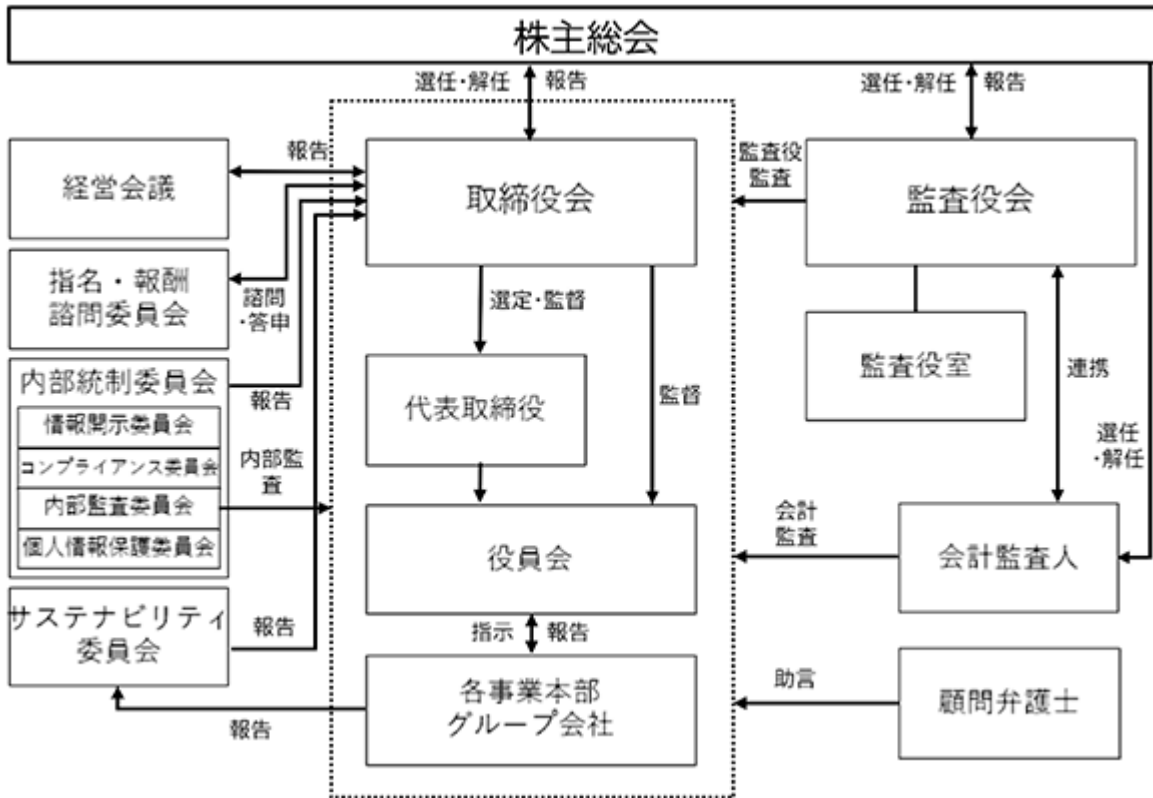 株主総会
選任・解任 報告
選任・解任 報告
経営会議
報告
取締役会
監査役
監査
監査役会
指名・報酬
諮問委員会
諮問
・答申
選定・監督
監査役室
連携
内部統制委員会
報告
情報開示委員会
コンプライアンス委員会
内部監査委員会
個人情報保護委員会
内部監
査
代表取締役
監督
選任
・解任
役員会
会計
監査
会計監査人
サステナビリティ
委員会
報告
指示 報告
各事業本部
グループ会社
報告
助言
顧問弁護士